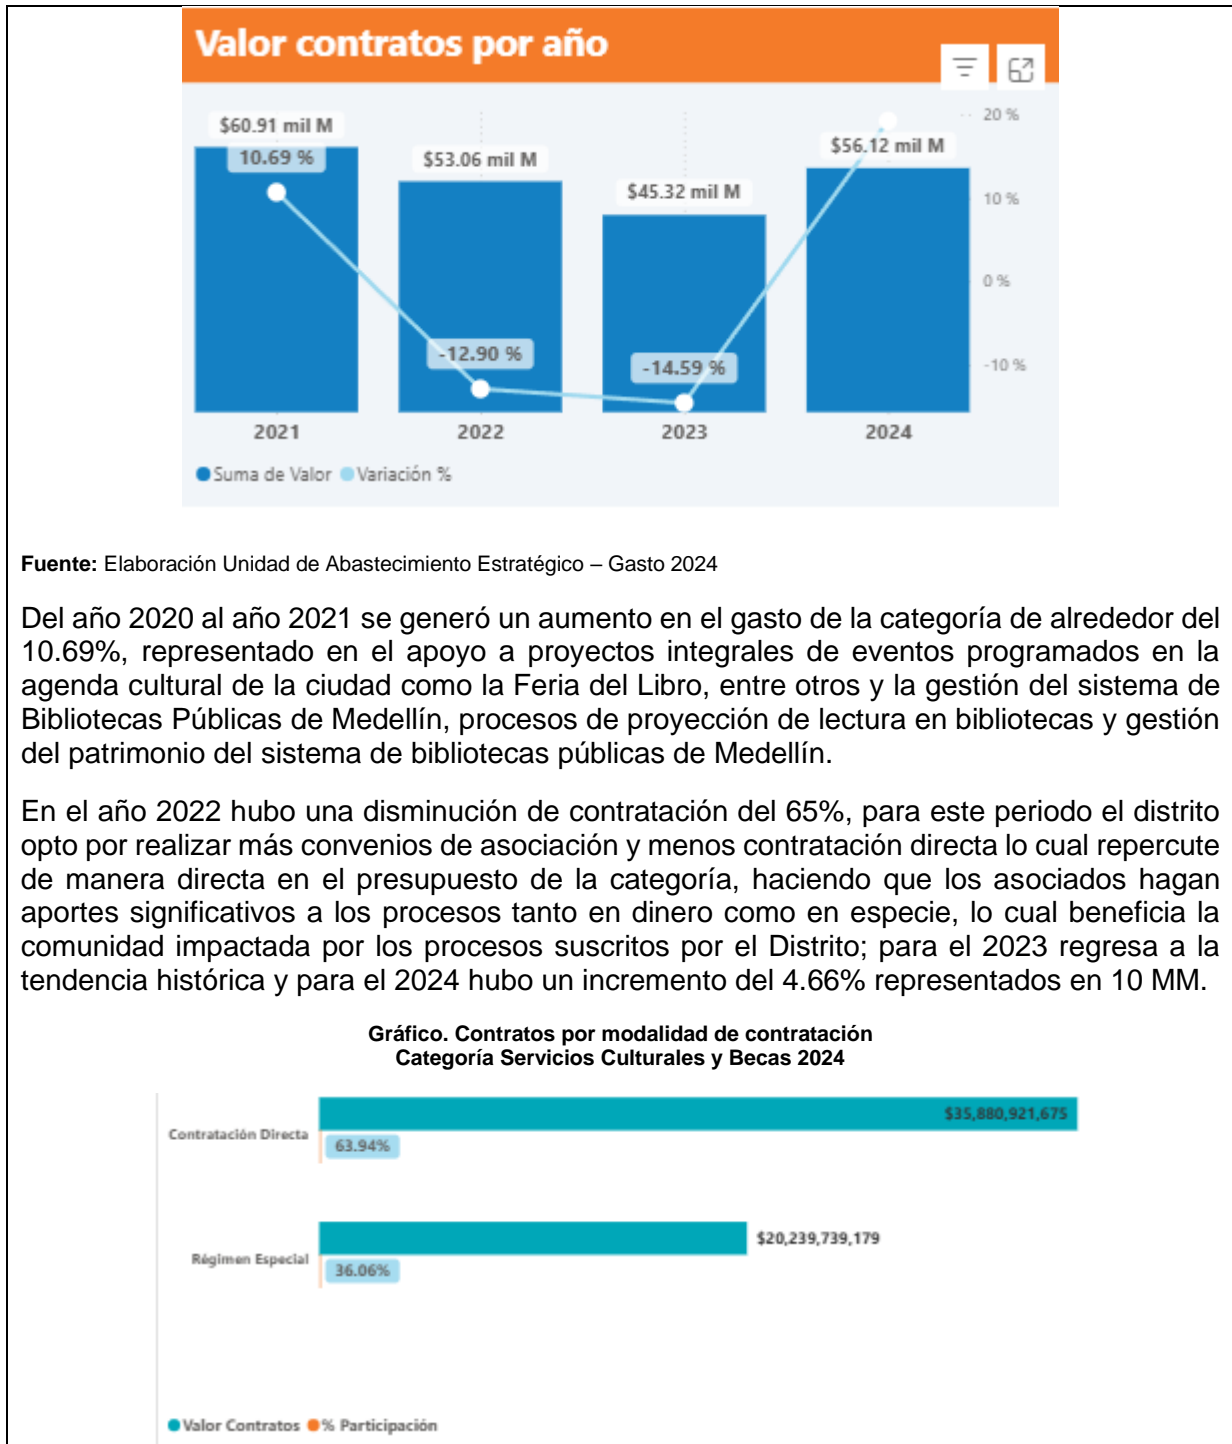 Valor contratos por año
$60.91 mil M
10.69 %
$53.06 mil M
-12.90 %
$45.32 mil M
-14.59 %
$56.12 mil M
20 %
10 %
0 %
-10 %
2021
2022
2023
2024
Suma de Valor
Variación %
Fuente: Elaboración Unidad de Abastecimiento Estratégico – Gasto 2024
Del año 2020 al año 2021 se generó un aumento en el gasto de la categoría de alrededor del
10.69%, representado en el apoyo a proyectos integrales de eventos programados en la
agenda cultural de la ciudad como la Feria del Libro, entre otros y la gestión del sistema de
Bibliotecas Públicas de Medellín, procesos de proyección de lectura en bibliotecas y gestión
del patrimonio del sistema de bibliotecas públicas de Medellín.
En el año 2022 hubo una disminución de contratación del 65%, para este periodo el distrito
opto por realizar más convenios de asociación y menos contratación directa lo cual repercute
de manera directa en el presupuesto de la categoría, haciendo que los asociados hagan
aportes significativos a los procesos tanto en dinero como en especie, lo cual beneficia la
comunidad impactada por los procesos suscritos por el Distrito; para el 2023 regresa a la
tendencia histórica y para el 2024 hubo un incremento del 4.66% representados en 10 MM.
Gráfico. Contratos por modalidad de contratación
Categoría Servicios Culturales y Becas 2024
Contratación Directa
$35,880,921,675
63.94%
Régimen Especial
$20,239,739,179
36.06%
Valor Contratos
% Participación